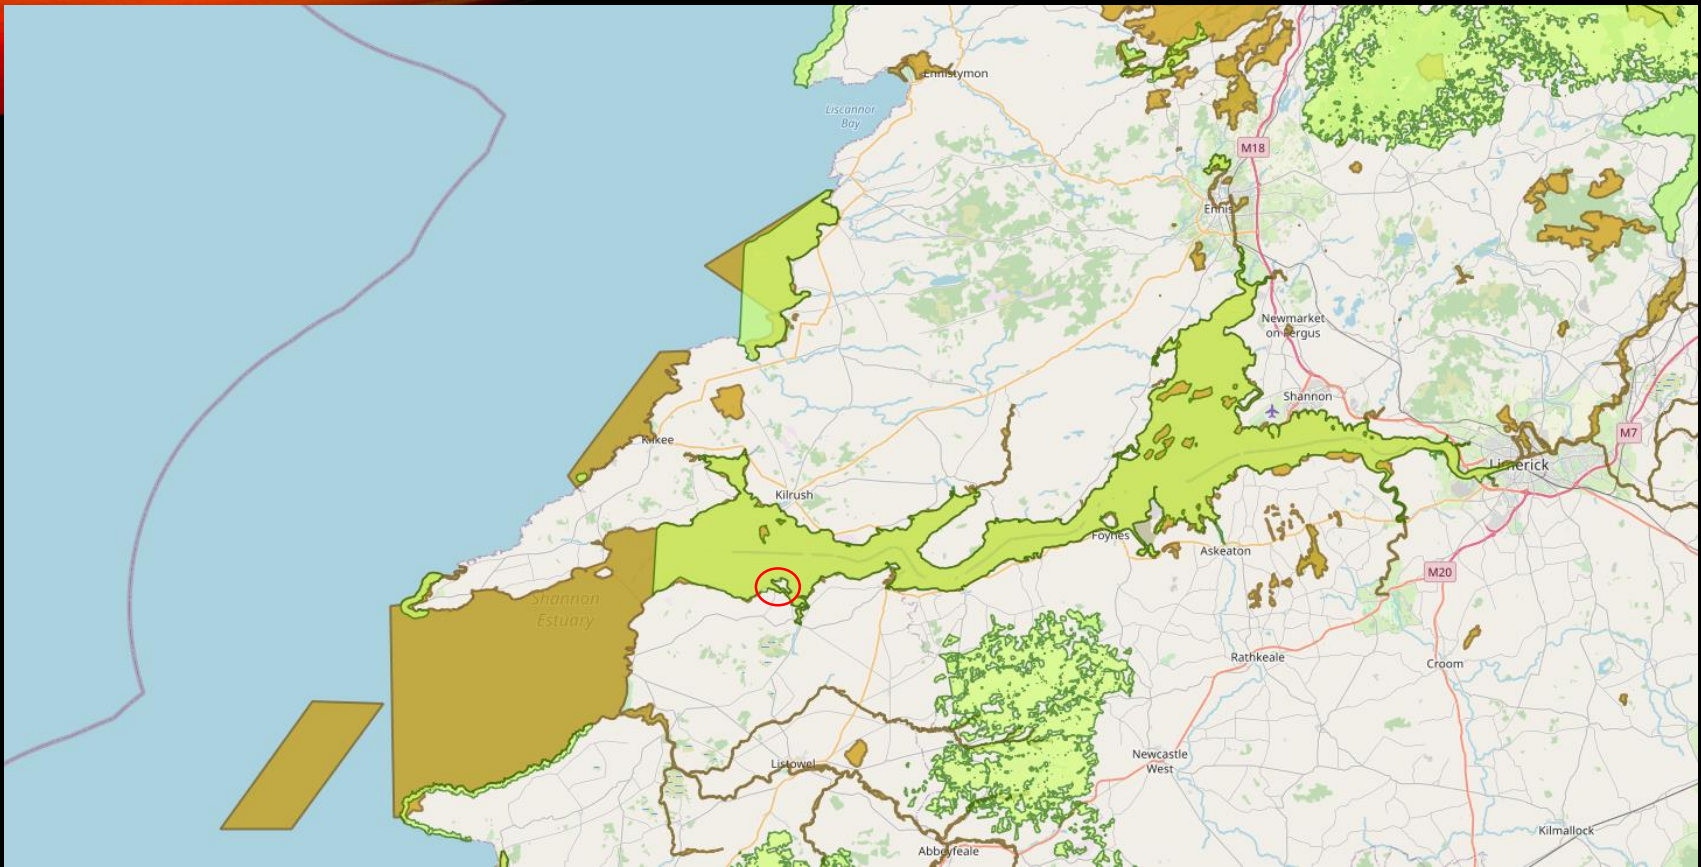 Ennistymon
Liscannor
Bay
M18
Ennis
Newmarket
on Fergus
Shannon
M7
Kilkee
Limerick
Kilrush
Foynes
Askeaton
M20
Shannon
Estuary
Rathkeale
Croom
Newcastle
West
Listowel
Kilmallock
Abbeyfeale